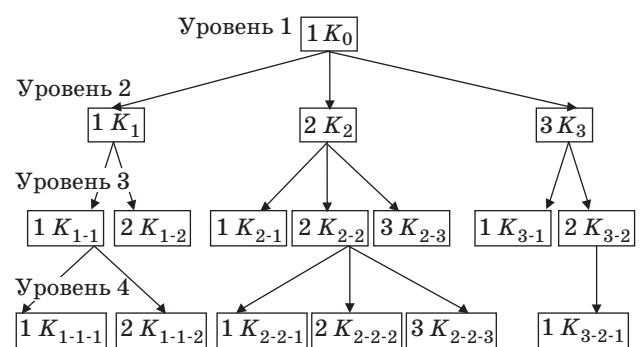 Уровень 1
1 K₀
Уровень 2
1 K₁ 2 K₂ 3 K₃
Уровень 3
1 K₁₋₁ 2 K₁₋₂ 1 K₂₋₁ 2 K₂₋₂ 3 K₂₋₃ 1 K₃₋₁ 2 K₃₋₂
Уровень 4
1 K₁₋₁₋₁ 2 K₁₋₁₋₂ 1 K₂₋₂₋₁ 2 K₂₋₂₋₂ 3 K₂₋₂₋₃ 1 K₃₋₂₋₁